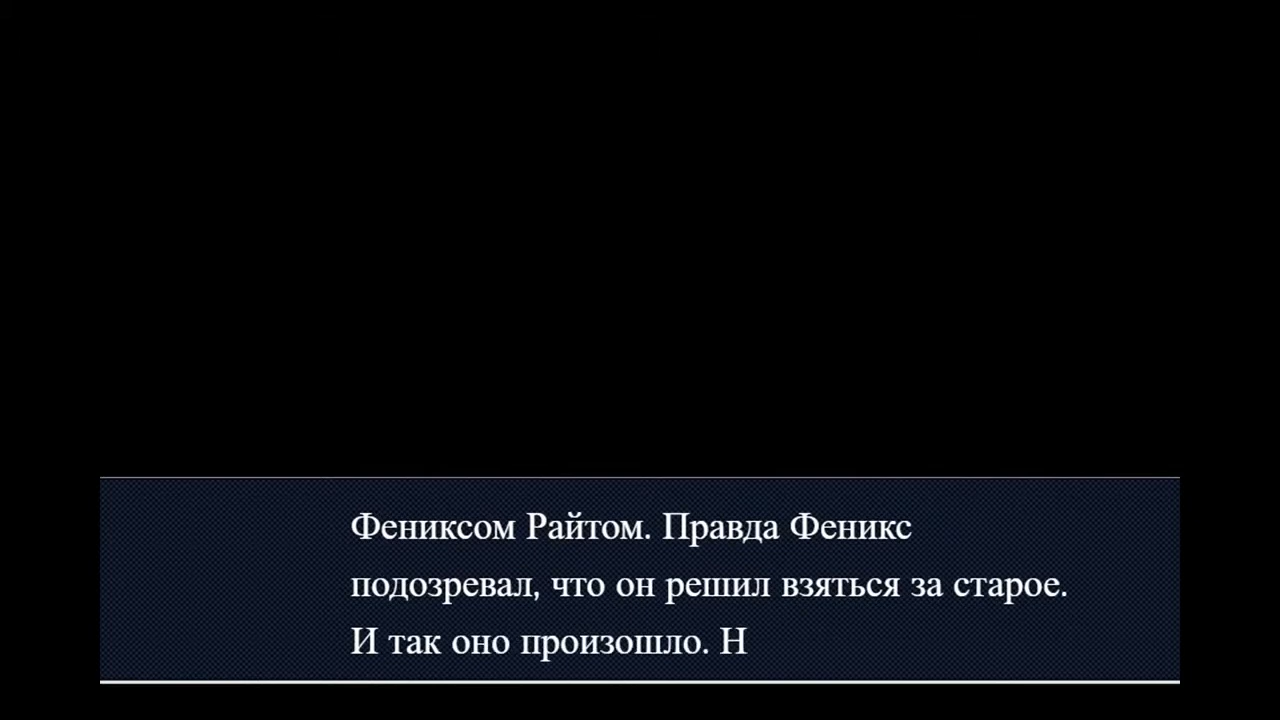 Фениксом Райтом. Правда Феникс
подозревал, что он решил взяться за старое.
И так оно произошло. Н